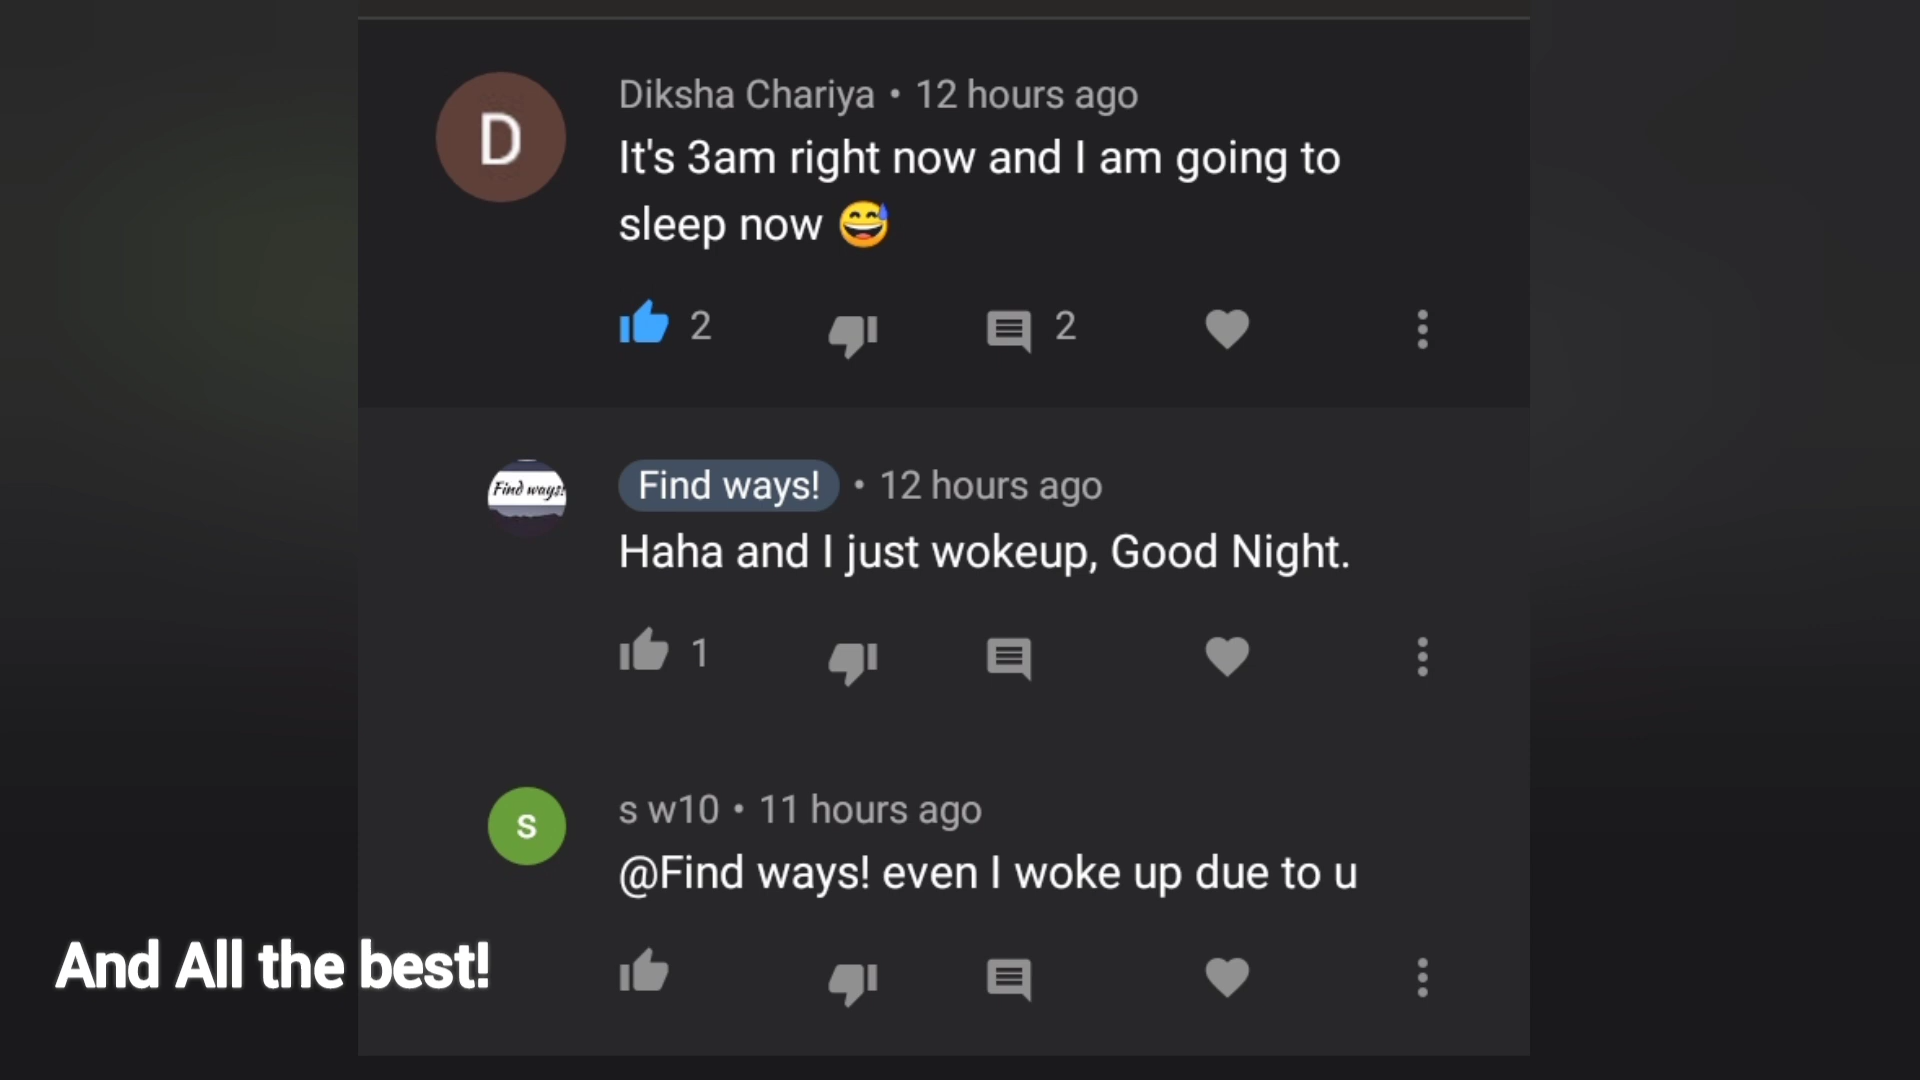 D
Diksha Chariya • 12 hours ago
It's 3am right now and I am going to
sleep now 😅
2
2
Find ways!
Find ways! • 12 hours ago
Haha and I just wokeup, Good Night.
1
s
s w10 • 11 hours ago
@Find ways! even I woke up due to u
And All the best!